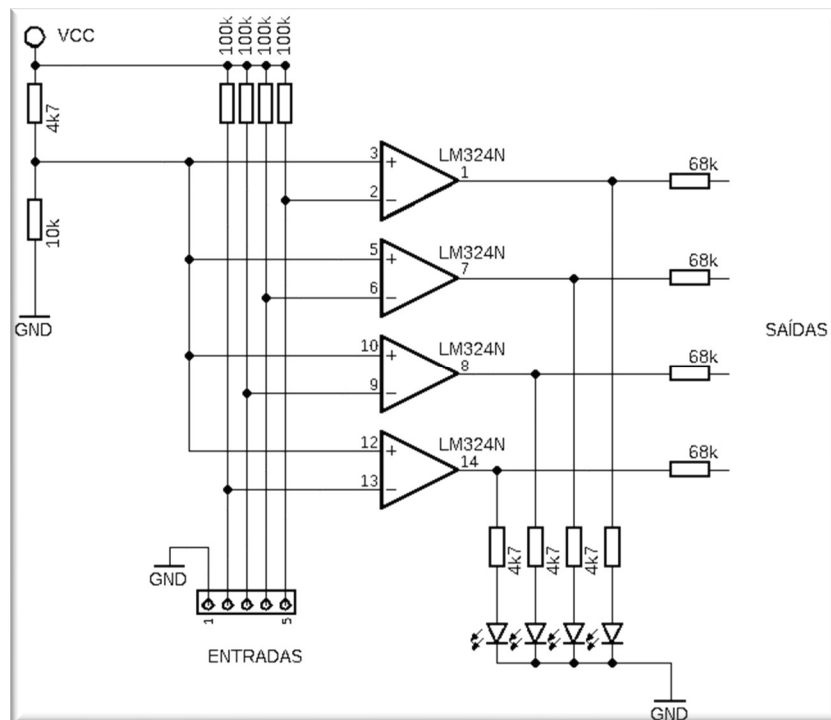 VCC
100k
100k
100k
100k
4k7
10k
GND
3
+
LM324N
1
2
−
68k
5
+
LM324N
7
6
−
68k
10
+
LM324N
8
9
−
68k
12
+
LM324N
14
13
−
68k
SAÍDAS
4k7
4k7
4k7
GND
1
5
ENTRADAS
GND